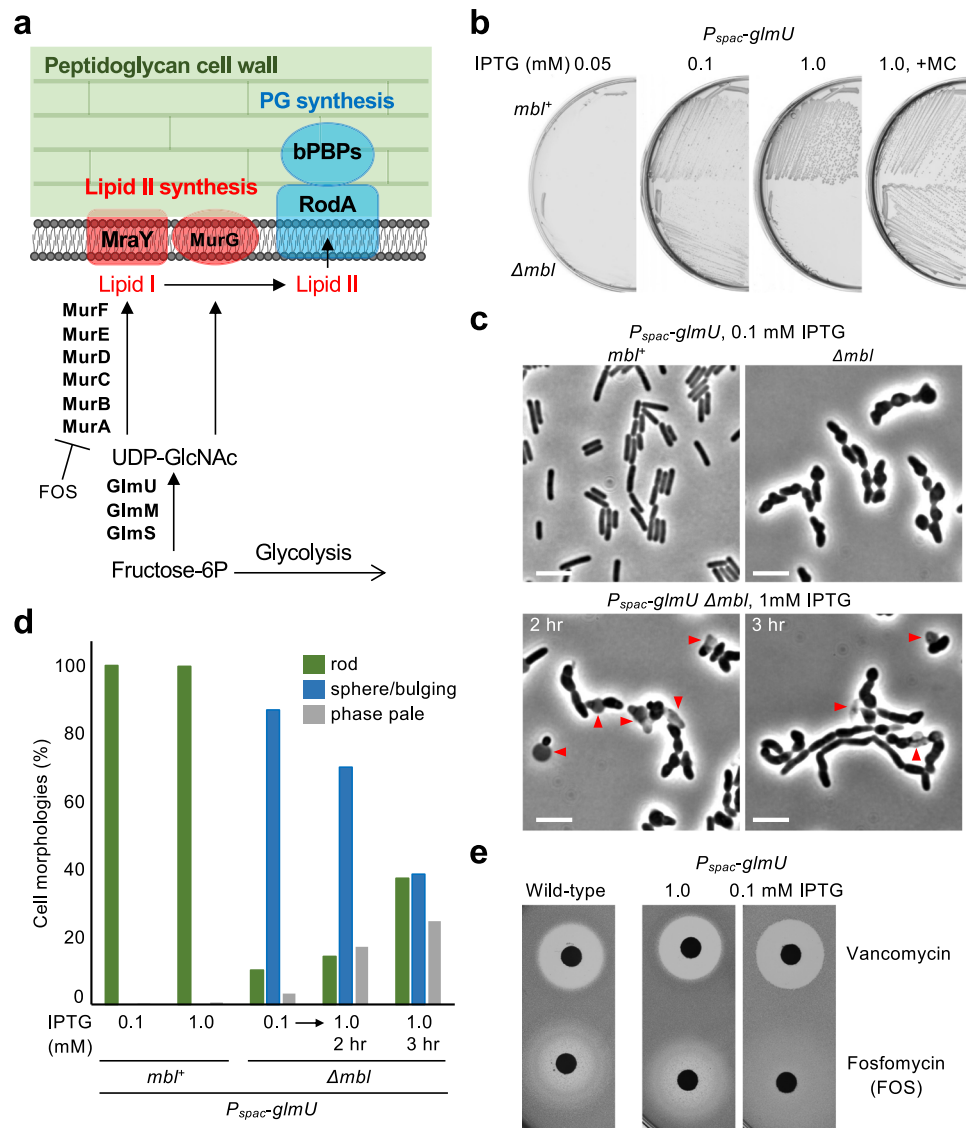 a
Peptidoglycan cell wall
PG synthesis
bPBPs
Lipid II synthesis
RodA
MraY
MurG
Lipid I
Lipid II
MurF
MurE
MurD
MurC
MurB
MurA
FOS
UDP-GlcNAc
GlmU
GlmM
GlmS
Fructose-6P
Glycolysis
b
Pspac-glmU
IPTG (mM) 0.05 0.1 1.0 1.0, +MC
mbl+
Δmbl
c
Pspac-glmU, 0.1 mM IPTG
mbl+ Δmbl
Pspac-glmU Δmbl, 1mM IPTG
2 hr 3 hr
d
Cell morphologies (%)
100
80
60
40
20
0
rod
sphere/bulging
phase pale
IPTG (mM)
0.1 1.0 0.1 1.0 1.0
2 hr 3 hr
mbl+ Δmbl
Pspac-glmU
e
Pspac-glmU
Wild-type 1.0 0.1 mM IPTG
Vancomycin
Fosfomycin
(FOS)